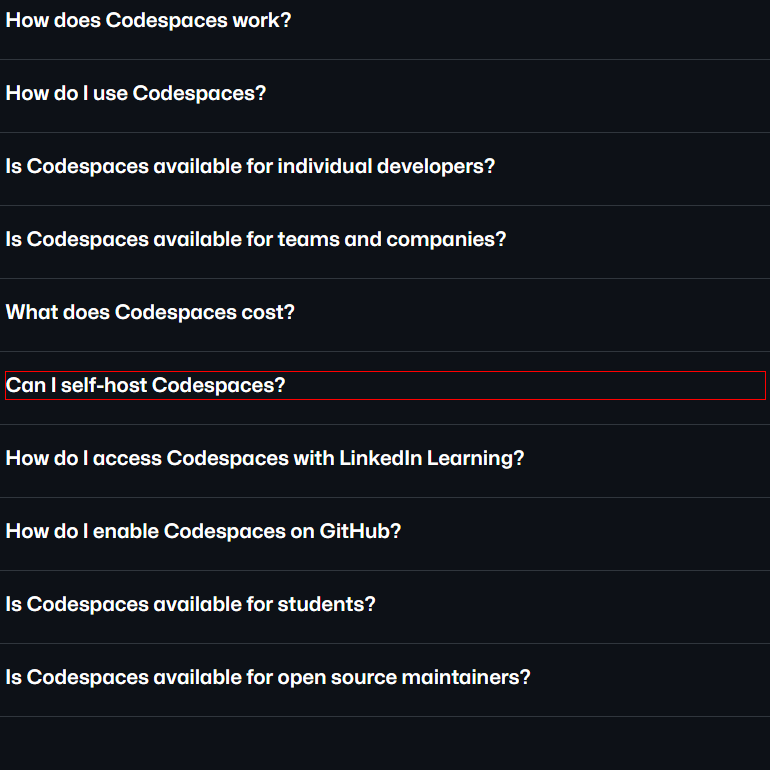 How does Codespaces work?
How do I use Codespaces?
Is Codespaces available for individual developers?
Is Codespaces available for teams and companies?
What does Codespaces cost?
Can I self-host Codespaces?
How do I access Codespaces with LinkedIn Learning?
How do I enable Codespaces on GitHub?
Is Codespaces available for students?
Is Codespaces available for open source maintainers?